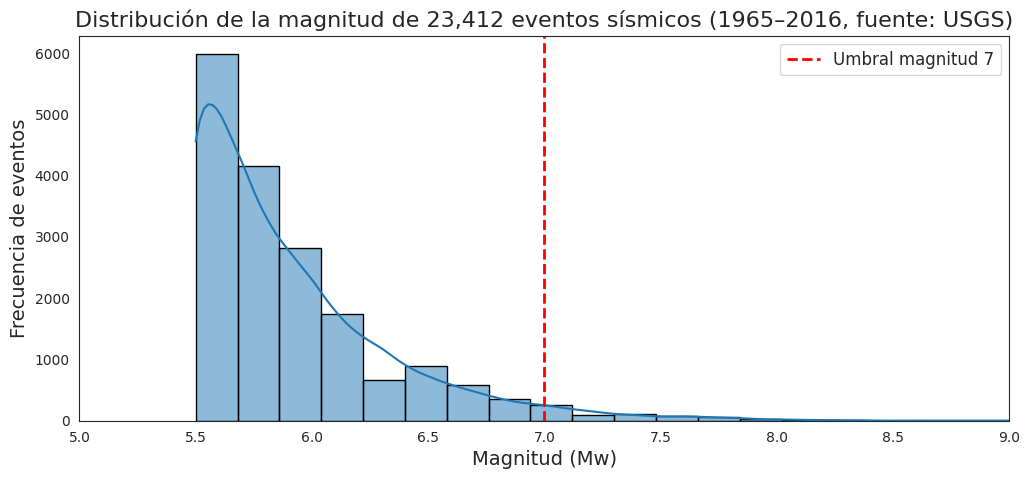 Distribución de la magnitud de 23,412 eventos sísmicos (1965–2016, fuente: USGS)
Umbral magnitud 7
Frecuencia de eventos
6000
5000
4000
3000
2000
1000
0
5.0 5.5 6.0 6.5 7.0 7.5 8.0 8.5 9.0
Magnitud (Mw)